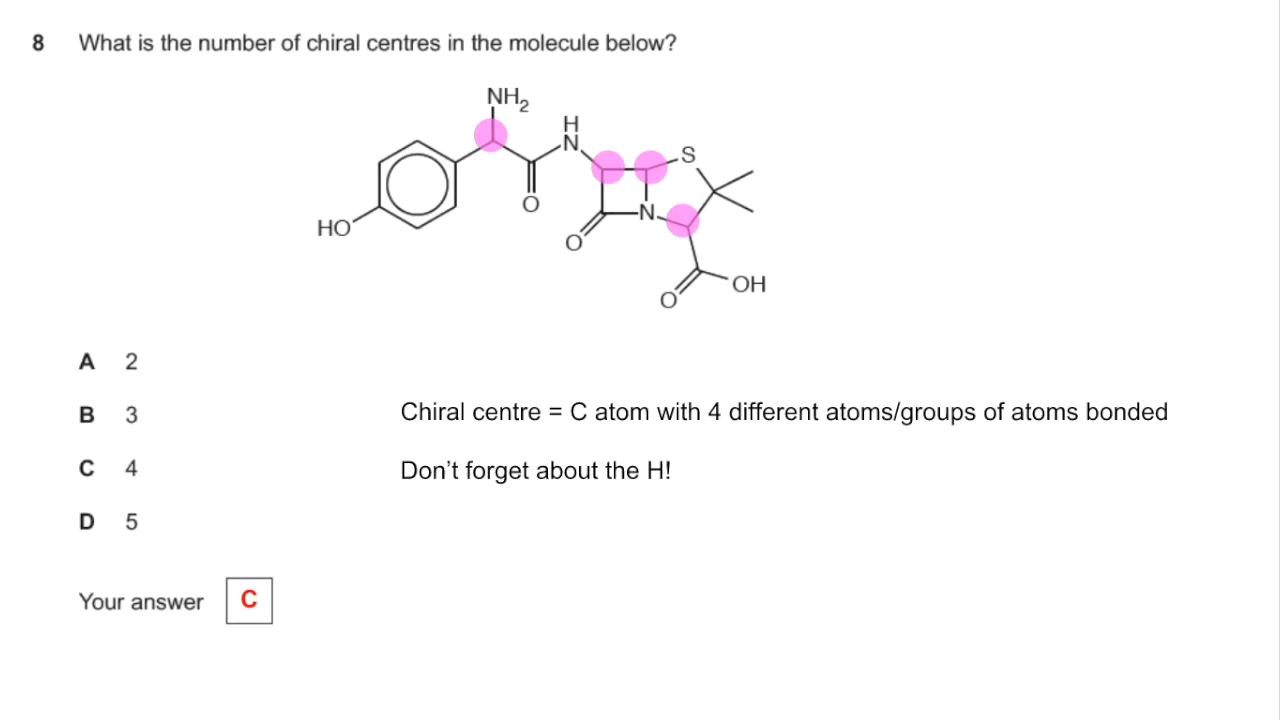 8 What is the number of chiral centres in the molecule below?
NH2
H
N
S
O
HO
N
O
OH
O
A 2
B 3
Chiral centre = C atom with 4 different atoms/groups of atoms bonded
C 4
Don’t forget about the H!
D 5
Your answer C